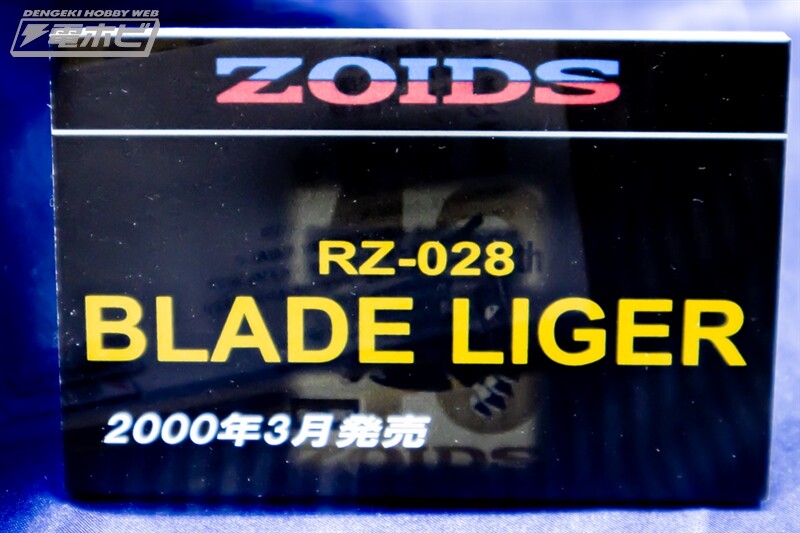 DENGEKI HOBBY WEB
電ホビ
ZOIDS
RZ-028
BLADE LIGER
2000年3月発売
ZOIDS